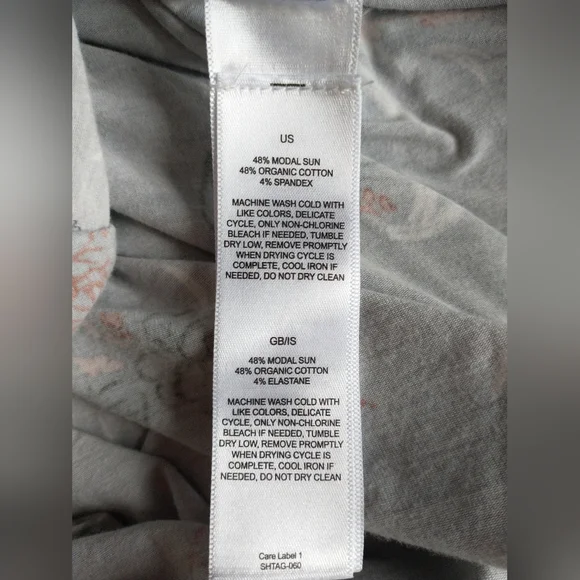 US
48% MODAL SUN
48% ORGANIC COTTON
4% SPANDEX
MACHINE WASH COLD WITH
LIKE COLORS, DELICATE
CYCLE, ONLY NON-CHLORINE
BLEACH IF NEEDED, TUMBLE
DRY LOW, REMOVE PROMPTLY
WHEN DRYING CYCLE IS
COMPLETE, COOL IRON IF
NEEDED, DO NOT DRY CLEAN
GB/IS
48% MODAL SUN
48% ORGANIC COTTON
4% ELASTANE
MACHINE WASH COLD WITH
LIKE COLORS, DELICATE
CYCLE, ONLY NON-CHLORINE
BLEACH IF NEEDED, TUMBLE
DRY LOW, REMOVE PROMPTLY
WHEN DRYING CYCLE IS
COMPLETE, COOL IRON IF
NEEDED, DO NOT DRY CLEAN
Care Label 1
SHTAG-060